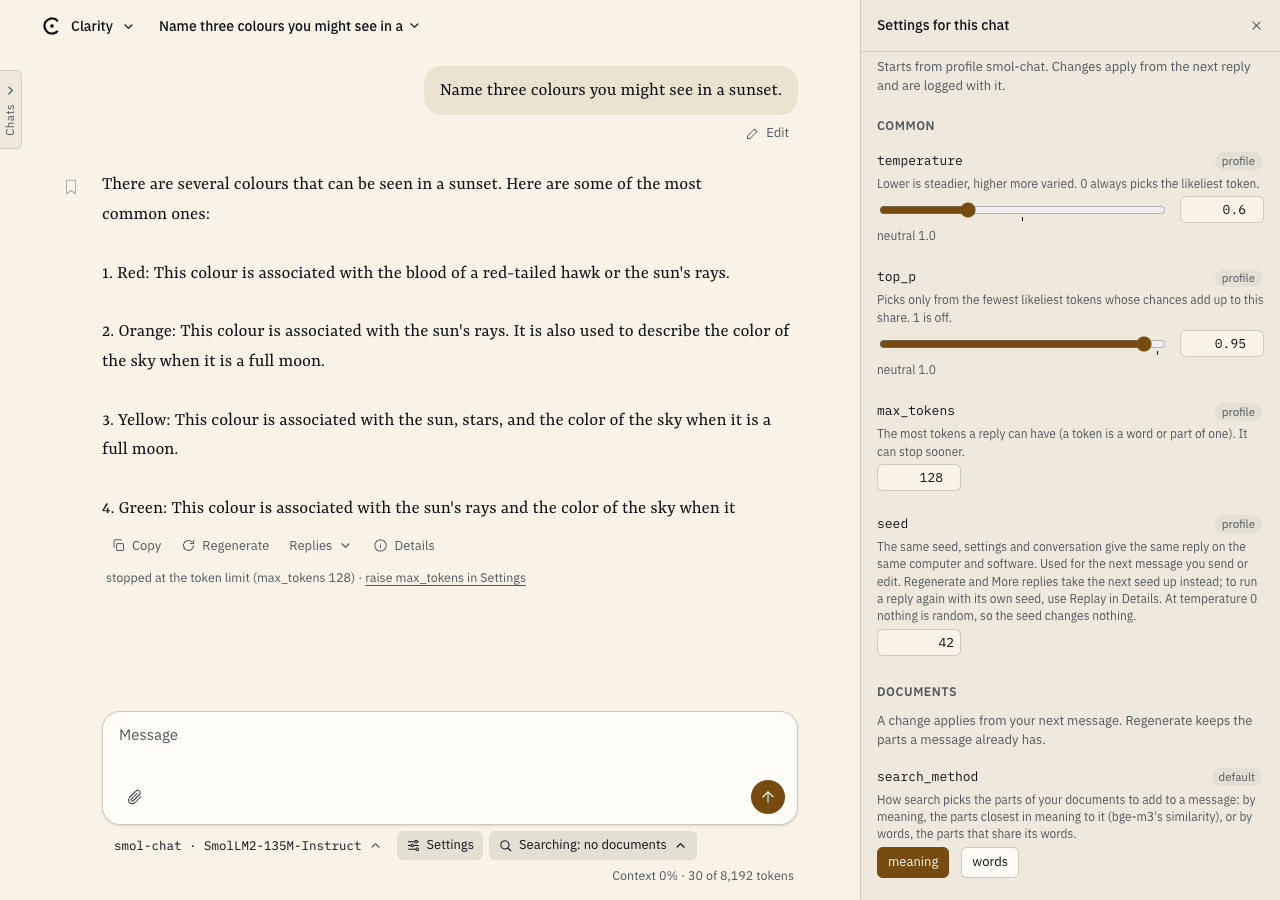 Clarity
Name three colours you might see in a
Chats
Name three colours you might see in a sunset.
Edit
There are several colours that can be seen in a sunset. Here are some of the most
common ones:
1. Red: This colour is associated with the blood of a red-tailed hawk or the sun's rays.
2. Orange: This colour is associated with the sun's rays. It is also used to describe the color of
the sky when it is a full moon.
3. Yellow: This colour is associated with the sun, stars, and the color of the sky when it is a
full moon.
4. Green: This colour is associated with the sun's rays and the color of the sky when it
Copy
Regenerate
Replies
Details
stopped at the token limit (max_tokens 128) · raise max_tokens in Settings
Message
smol-chat · SmolLM2-135M-Instruct
Settings
Searching: no documents
Context 0% · 30 of 8,192 tokens
Settings for this chat
Starts from profile smol-chat. Changes apply from the next reply
and are logged with it.
COMMON
temperature
profile
Lower is steadier, higher more varied. 0 always picks the likeliest token.
0.6
neutral 1.0
top_p
profile
Picks only from the fewest likeliest tokens whose chances add up to this
share. 1 is off.
0.95
neutral 1.0
max_tokens
profile
The most tokens a reply can have (a token is a word or part of one). It
can stop sooner.
128
seed
profile
The same seed, settings and conversation give the same reply on the
same computer and software. Used for the next message you send or
edit. Regenerate and More replies take the next seed up instead; to run
a reply again with its own seed, use Replay in Details. At temperature 0
nothing is random, so the seed changes nothing.
42
DOCUMENTS
A change applies from your next message. Regenerate keeps the
parts a message already has.
search_method
default
How search picks the parts of your documents to add to a message: by
meaning, the parts closest in meaning to it (bge-m3's similarity), or by
words, the parts that share its words.
meaning
words